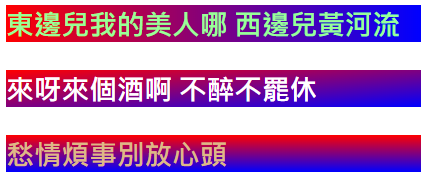 東邊兒我的美人哪 西邊兒黃河流
來呀來個酒啊 不醉不罷休
愁情煩事別放心頭